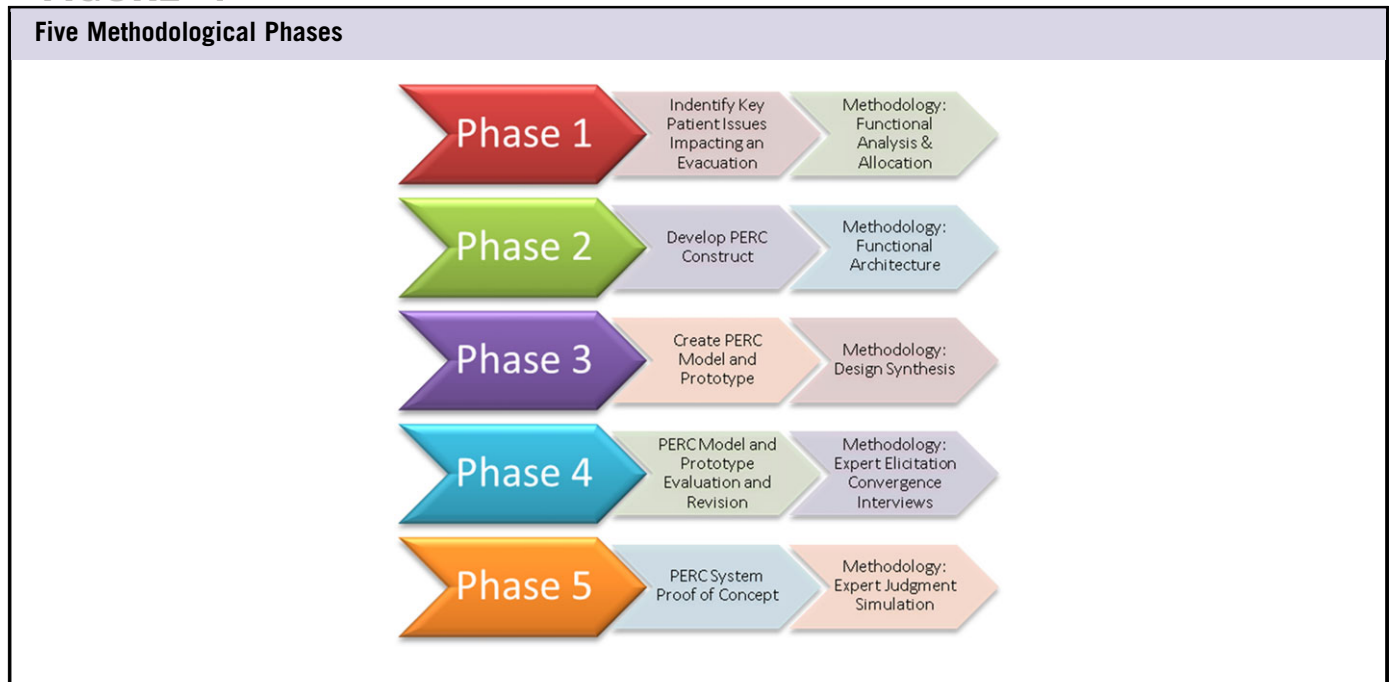 Five Methodological Phases
Phase 1
Indentify Key
Patient Issues
Impacting an
Evacuation
Methodology:
Functional
Analysis &
Allocation
Phase 2
Develop PERC
Construct
Methodology:
Functional
Architecture
Phase 3
Create PERC
Model and
Prototype
Methodology:
Design Synthesis
Phase 4
PERC Model and
Prototype
Evaluation and
Revision
Methodology:
Expert Elicitation
Convergence
Interviews
Phase 5
PERC System
Proof of Concept
Methodology:
Expert Judgment
Simulation